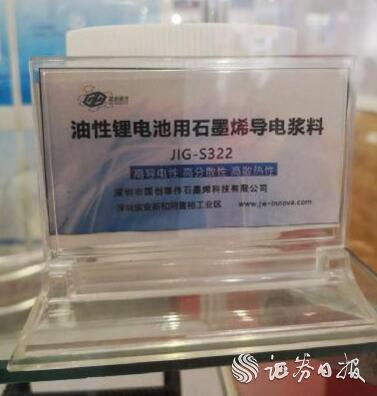 油性锂电池用石墨烯导电浆料
JIG-S322
高导电性 高分散性 高散热性
深圳市国创珈伟石墨烯科技有限公司
www.jw-innova.com
证券日报